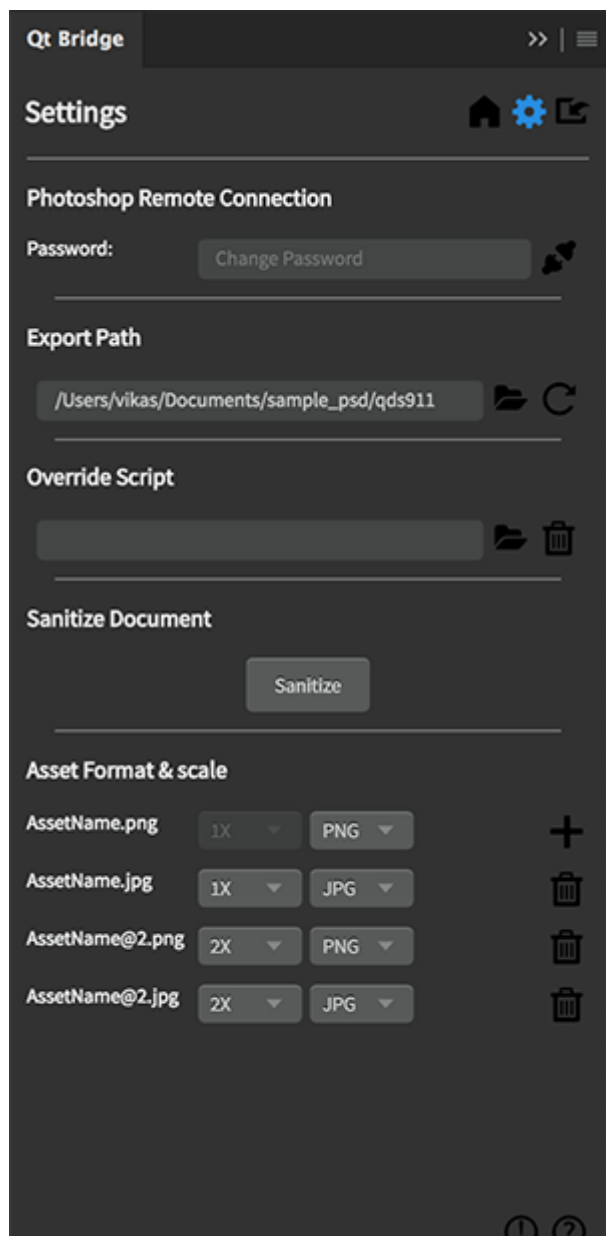 Qt Bridge
Settings
Photoshop Remote Connection
Password: Change Password
Export Path
/Users/vikas/Documents/sample_psd/qds911
Override Script
Sanitize Document
Sanitize
Asset Format & scale
AssetName.png 1X PNG
AssetName.jpg 1X JPG
AssetName@2.png 2X PNG
AssetName@2.jpg 2X JPG